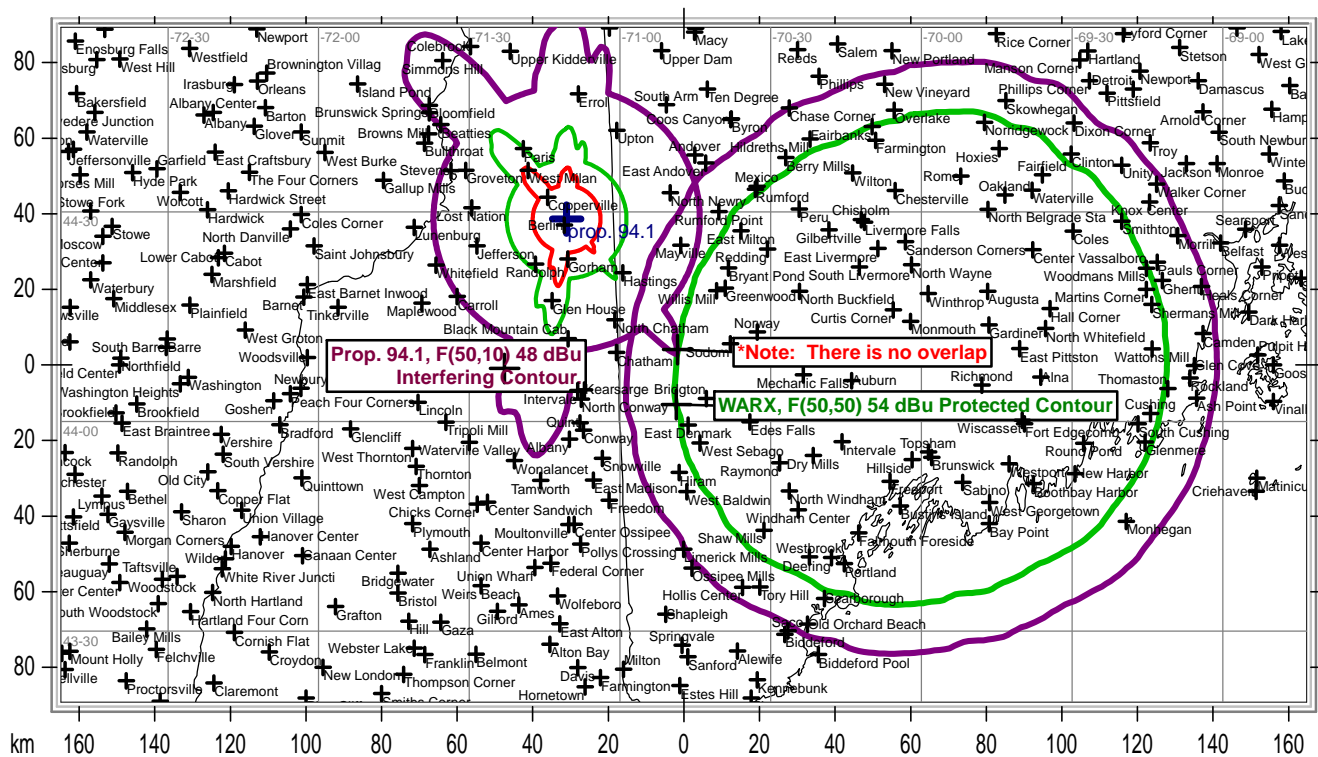 -72-30
-72-00
-71-30
-71-00
-70-30
-70-00
-69-30
-69-00
Newport
Colebrook
Macy
Rice Corner
Enosburg Falls
Westfield
Upper Kidderville
Upper Dam
Reeds
Salem
New Portland
Hartland
Stetson
West Hill
Brownington Villag
Simmons Hill
Manson Corner
Irasburg
Orleans
Island Pond
Errol
South Arm
Ten Degree
Phillips
New Vineyard
Phillips Corner
Detroit
Newport
Damascus
Pittsfield
Bakersfield
Albany Center
Barton
Brunswick Springs
Bloomfield
Coos Canyon
Chase Corner
Skowhegan
Albany
Byron
Overlake
Arnold Corner
Waterville
Glover
Sunmit
Browns Mill
Beatties
Upton
Fairbanks
Norridgewock
Dixon Corner
Jeffersonville
Garfield
East Craftsbury
West Burke
Bullthroat
Paris
Andover
Hildreths Mill
Farmington
Troy
Hyde Park
The Four Corners
Groveton
West Milan
East Andover
Berry Mills
Hoxies
Fairfield
Clinton
Jackson
Monroe
Wolcott
Hardwick Street
Gallup Mills
Copperville
Mexico
Wilton
Rome
Unity
Walker Corner
Stowe Fork
Hardwick
Coles Corner
Lost Nation
Berlin
North Newry
Rumford
Chesterville
Oakland
Waterville
Knox Center
44-30
Stowe
North Danville
Lunenburg
prop. 94.1
Rumford Point
Peru
Chisholm
North Belgrade Sta
Searsport
Cabot
Saint Johnsbury
Jefferson
East Milton
Gilbertville
Livermore Falls
Coles
Smithton
Lower Cabot
Randolph
Gorham
Mayville
Redding
East Livermore
Sanders Corner
Center Vassalboro
Morrill
Waterbury
Marshfield
Whitefield
Hastings
Bryant Pond
South Livermore
North Wayne
Woodmans Mills
Pauls Corner
Middlesex
Barnet
East Barnet Inwood
Maplewood
Carroll
Glen House
Willis Mill
Greenwood
North Buckfield
Winthrop
Augusta
Martins Corner
Plainfield
Tinkerville
Curtis Corner
Hall Corner
Shermans Mill
West Groton
Black Mountain Cab
North Chatham
Norway
Monmouth
Gardiner
North Whitefield
Camden
South Barre
Barre
Woodsville
Prop. 94.1, F(50,10) 48 dBu
Interfering Contour
Chatham
Sodom
*Note: There is no overlap
East Pittston
Wattons Mill
Northfield
Glen Cove
Washington Heights
Washington
Newbury
Kearsarge
Bridgton
Mechanic Falls
Auburn
Richmond
Alna
Thomaston
Rockland
Brookfield
Goshen
Peach Four Corners
Lincoln
Intervale
North Conway
WARX, F(50,50) 54 dBu Protected Contour
Cushing
Ash Point
44-00
East Braintree
Vershire
Bradford
Glencliff
Tripoli Mill
Albany
Conway
East Denmark
Edes Falls
Topsham
Wiscasset
Fort Edgecomb
South Cushing
Randolph
South Vershire
West Thornton
Waterville Valley
West Sebago
Intervale
Round Pond
Glenmere
Old City
Thornton
Wonalancet
Snowville
Raymond
Dry Mills
Hillside
Brunswick
Westport
New Harbor
Bethel
Copper Flat
Quinttown
West Campton
Tamworth
East Madison
Hiram
Freeport
Sabino
Boothbay Harbor
Criehaven
Matinicu
Lympus
Freedom
West Baldwin
North Windham
Gaysville
Sharon
Union Village
Chicks Corner
Center Sandwich
Windham Center
Bustins Island
West Georgetown
Monhegan
Morgan Corners
Hanover Center
Plymouth
Moultonboro
Center Ossipee
Shaw Mills
Falmouth Foreside
Bay Point
Wilder
Hanover
Canaan Center
Ashland
Center Harbor
Pollys Crossing
Limerick Mills
Westbrook
Taftsville
White River Juncti
Bridgewater
Union Wharf
Federal Corner
Ossipee Mills
Deering
Portland
Woodstock
North Hartland
Bristol
Weirs Beach
Wolfeboro
Hollis Center
Tory Hill
Scarborough
South Woodstock
Hartland Four Corn
Grafton
Hill
Gaza
Gilford
Ames
Shapleigh
Saco
Old Orchard Beach
43-30
Bailey Mills
Cornish Flat
Webster Lake
East Alton
Springvale
Biddeford
Mount Holly
Felchville
Croydon
Franklin
Belmont
Alton Bay
Milton
Sanford
Alewife
Biddeford Pool
Proctorsville
Claremont
New London
Thompson Corner
Davis
Farmington
Kennebunk
Smiths Corner
Hornetown
Estes Hill
80
60
40
20
0
20
40
60
80
km 160 140 120 100 80 60 40 20 0 20 40 60 80 100 120 140 160